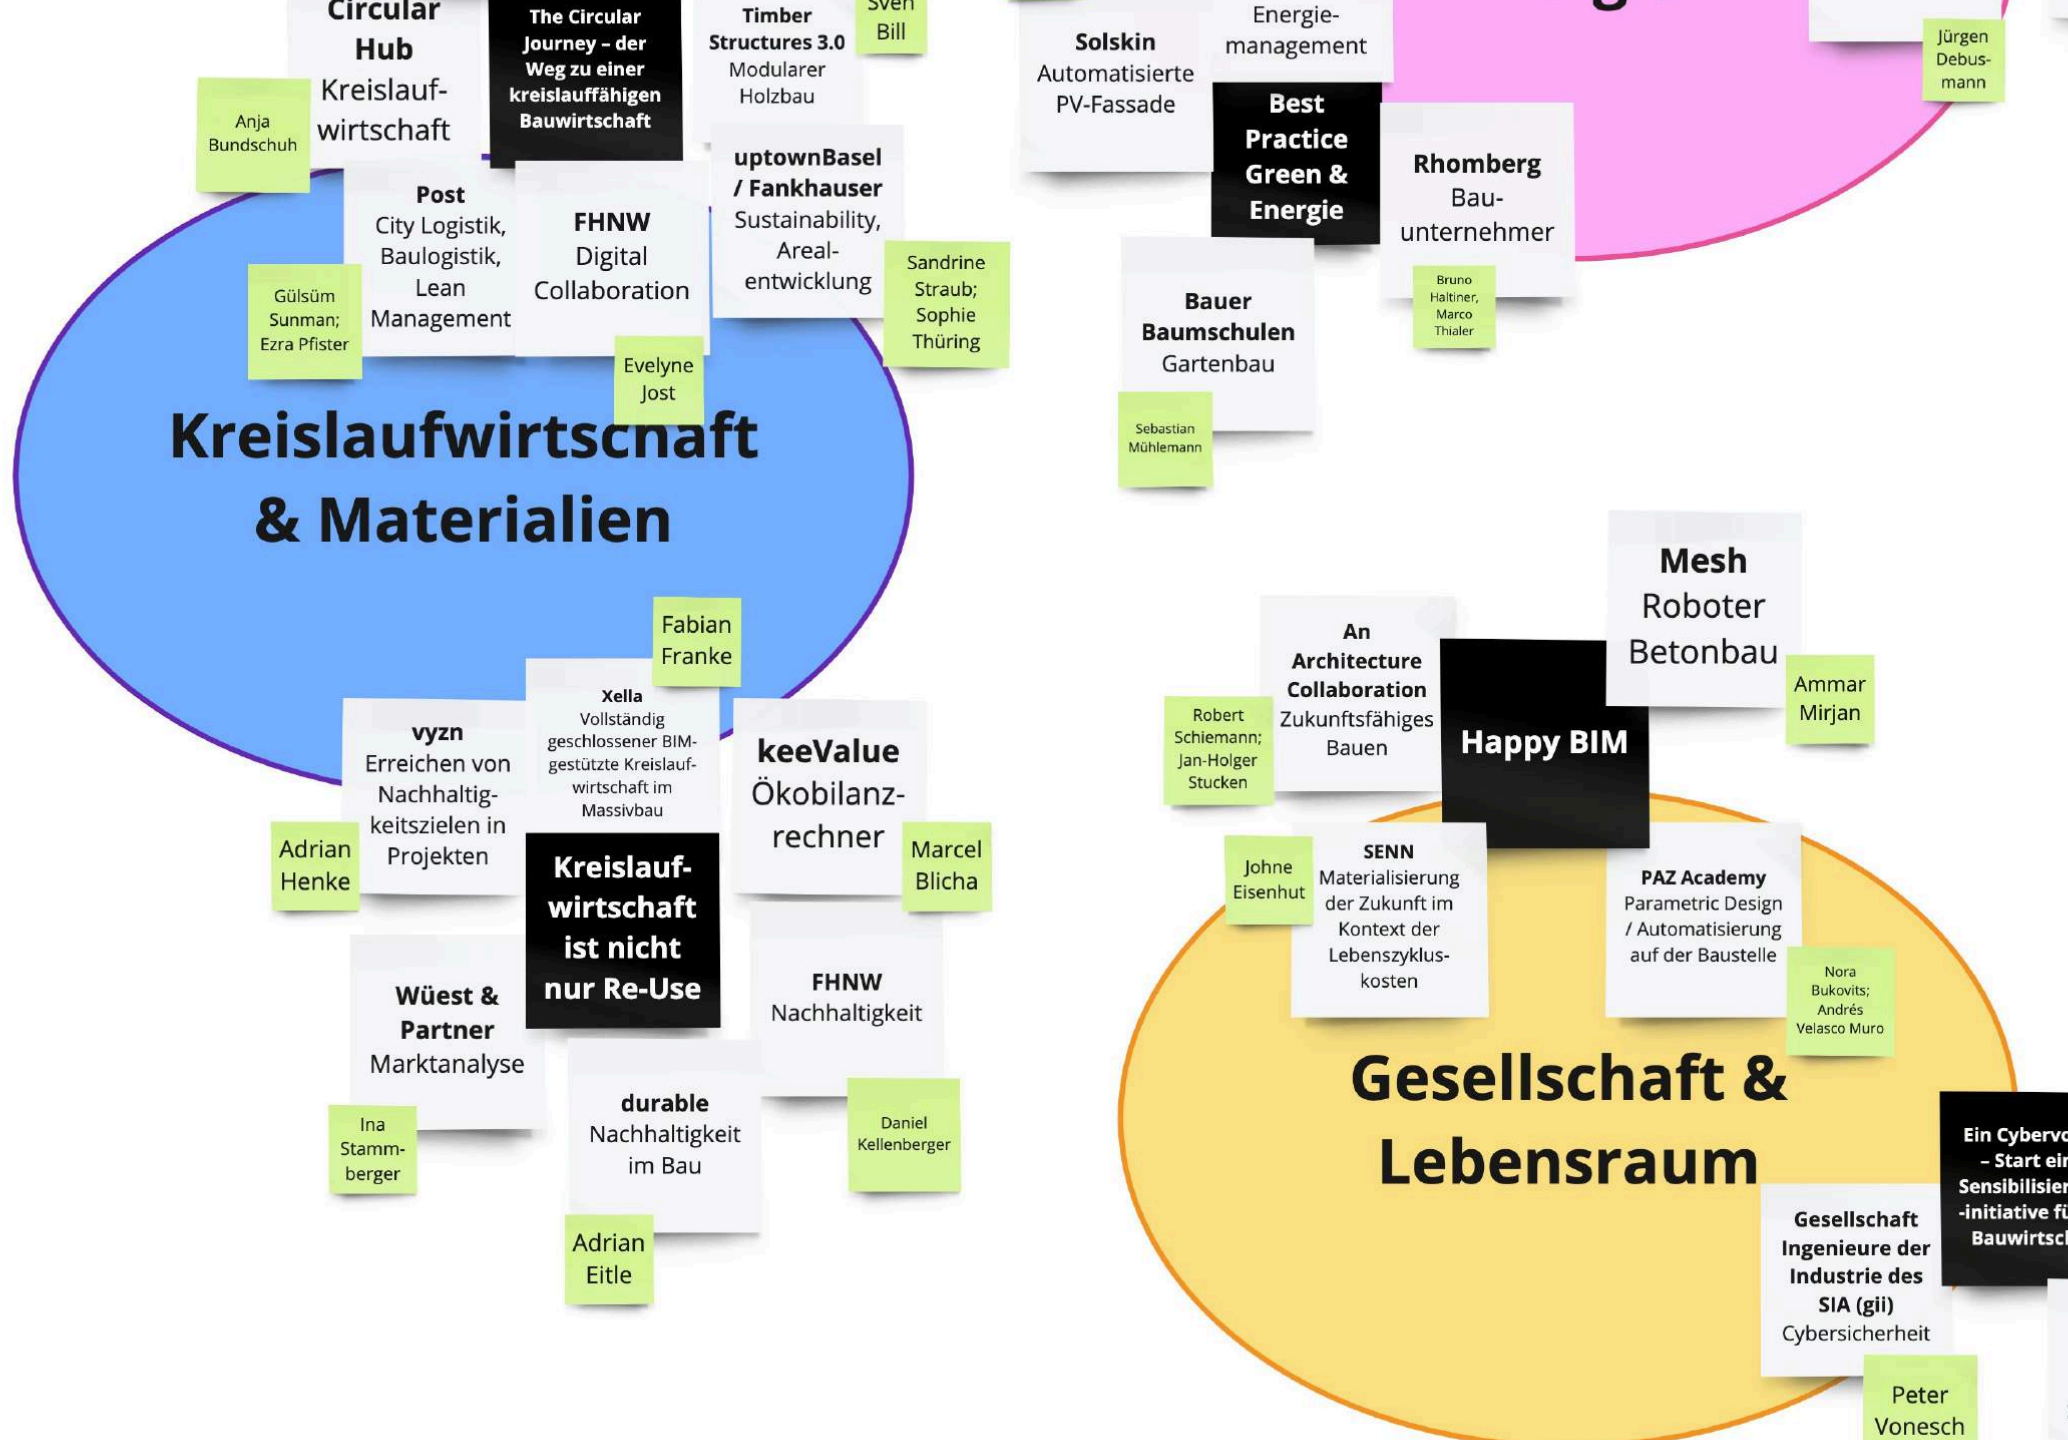 Circular
Hub
Kreislauf-
wirtschaft
Anja
Bundschuh
The Circular
Journey – der
Weg zu einer
kreislauffähigen
Bauwirtschaft
Timber
Structures 3.0
Modularer
Holzbau
Sven
Bill
Post
City Logistik,
Baulogistik,
Lean
Management
Gülsüm
Sunman;
Ezra Pfister
FHNW
Digital
Collaboration
Evelyne
Jost
uptownBasel
/ Fankhauser
Sustainability,
Areal-
entwicklung
Sandrine
Straub;
Sophie
Thüring
Kreislaufwirtschaft
& Materialien
Fabian
Franke
vyzn
Erreichen von
Nachhaltig-
keitszielen in
Projekten
Adrian
Henke
Xella
Vollständig
geschlossener BIM-
gestützte Kreislauf-
wirtschaft im
Massivbau
keeValue
Ökobilanz-
rechner
Marcel
Blicha
Kreislauf-
wirtschaft
ist nicht
nur Re-Use
Wüest &
Partner
Marktanalyse
Ina
Stamm-
berger
FHNW
Nachhaltigkeit
Daniel
Kellenberger
durable
Nachhaltigkeit
im Bau
Adrian
Eitle
Solskin
Automatisierte
PV-Fassade
Energie-
management
Jürgen
Debus-
mann
Best
Practice
Green &
Energie
Rhomberg
Bau-
unternehmer
Bruno
Haltiner,
Marco
Thialer
Bauer
Baumschulen
Gartenbau
Sebastian
Mühlemann
Mesh
Roboter
Betonbau
Ammar
Mirjan
An
Architecture
Collaboration
Zukunftsfähiges
Bauen
Robert
Schiemann;
Jan-Holger
Stucken
Happy BIM
Johne
Eisenhut
SENN
Materialisierung
der Zukunft im
Kontext der
Lebenszyklus-
kosten
PAZ Academy
Parametric Design
/ Automatisierung
auf der Baustelle
Nora
Bukovits;
Andrés
Velasco Muro
Gesellschaft &
Lebensraum
Ein
– Start
Gesellschaft
Ingenieure der
Industrie des
SIA (gii)
Cybersicherheit
Peter
Vonesch